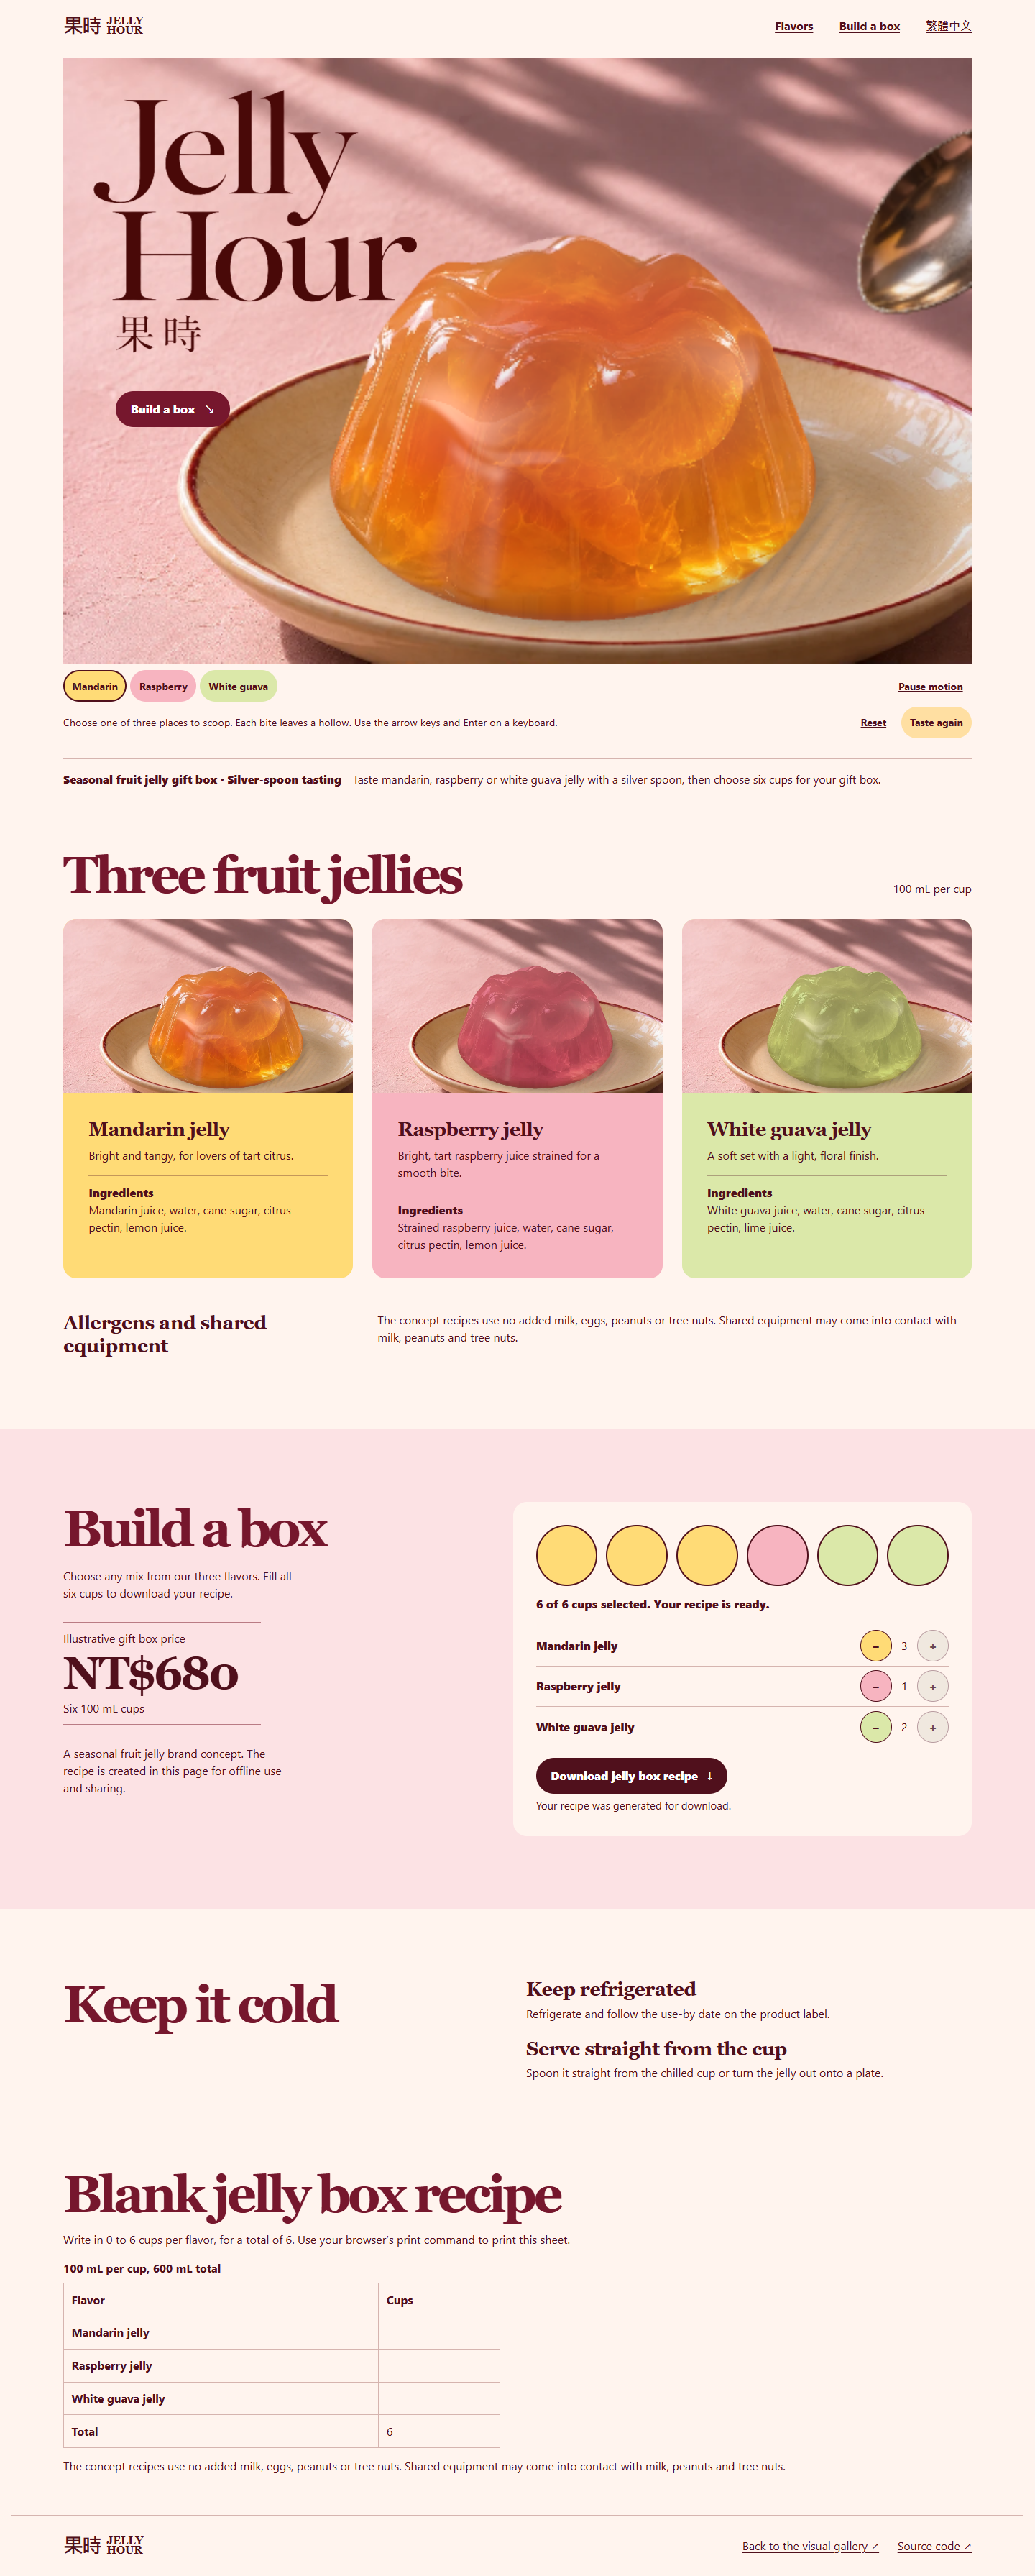 果時 JELLY HOUR
Flavors Build a box 繁體中文
Jelly
Hour
果時
Build a box ↘
Mandarin Raspberry White guava Pause motion
Choose one of three places to scoop. Each bite leaves a hollow. Use the arrow keys and Enter on a keyboard. Reset Taste again
Seasonal fruit jelly gift box · Silver-spoon tasting Taste mandarin, raspberry or white guava jelly with a silver spoon, then choose six cups for your gift box.
Three fruit jellies
100 mL per cup
Mandarin jelly
Bright and tangy, for lovers of tart citrus.
Ingredients
Mandarin juice, water, cane sugar, citrus
pectin, lemon juice.
Raspberry jelly
Bright, tart raspberry juice strained for a
smooth bite.
Ingredients
Strained raspberry juice, water, cane sugar,
citrus pectin, lemon juice.
White guava jelly
A soft set with a light, floral finish.
Ingredients
White guava juice, water, cane sugar, citrus
pectin, lime juice.
Allergens and shared
equipment
The concept recipes use no added milk, eggs, peanuts or tree nuts. Shared equipment may come into contact with
milk, peanuts and tree nuts.
Build a box
Choose any mix from our three flavors. Fill all
six cups to download your recipe.
Illustrative gift box price
NT$680
Six 100 mL cups
A seasonal fruit jelly brand concept. The
recipe is created in this page for offline use
and sharing.
6 of 6 cups selected. Your recipe is ready.
Mandarin jelly − 3 +
Raspberry jelly − 1 +
White guava jelly − 2 +
Download jelly box recipe ↓
Your recipe was generated for download.
Keep it cold
Keep refrigerated
Refrigerate and follow the use-by date on the product label.
Serve straight from the cup
Spoon it straight from the chilled cup or turn the jelly out onto a plate.
Blank jelly box recipe
Write in 0 to 6 cups per flavor, for a total of 6. Use your browser's print command to print this sheet.
100 mL per cup, 600 mL total
Flavor Cups
Mandarin jelly
Raspberry jelly
White guava jelly
Total 6
The concept recipes use no added milk, eggs, peanuts or tree nuts. Shared equipment may come into contact with milk, peanuts and tree nuts.
果時 JELLY HOUR
Back to the visual gallery ↗ Source code ↗